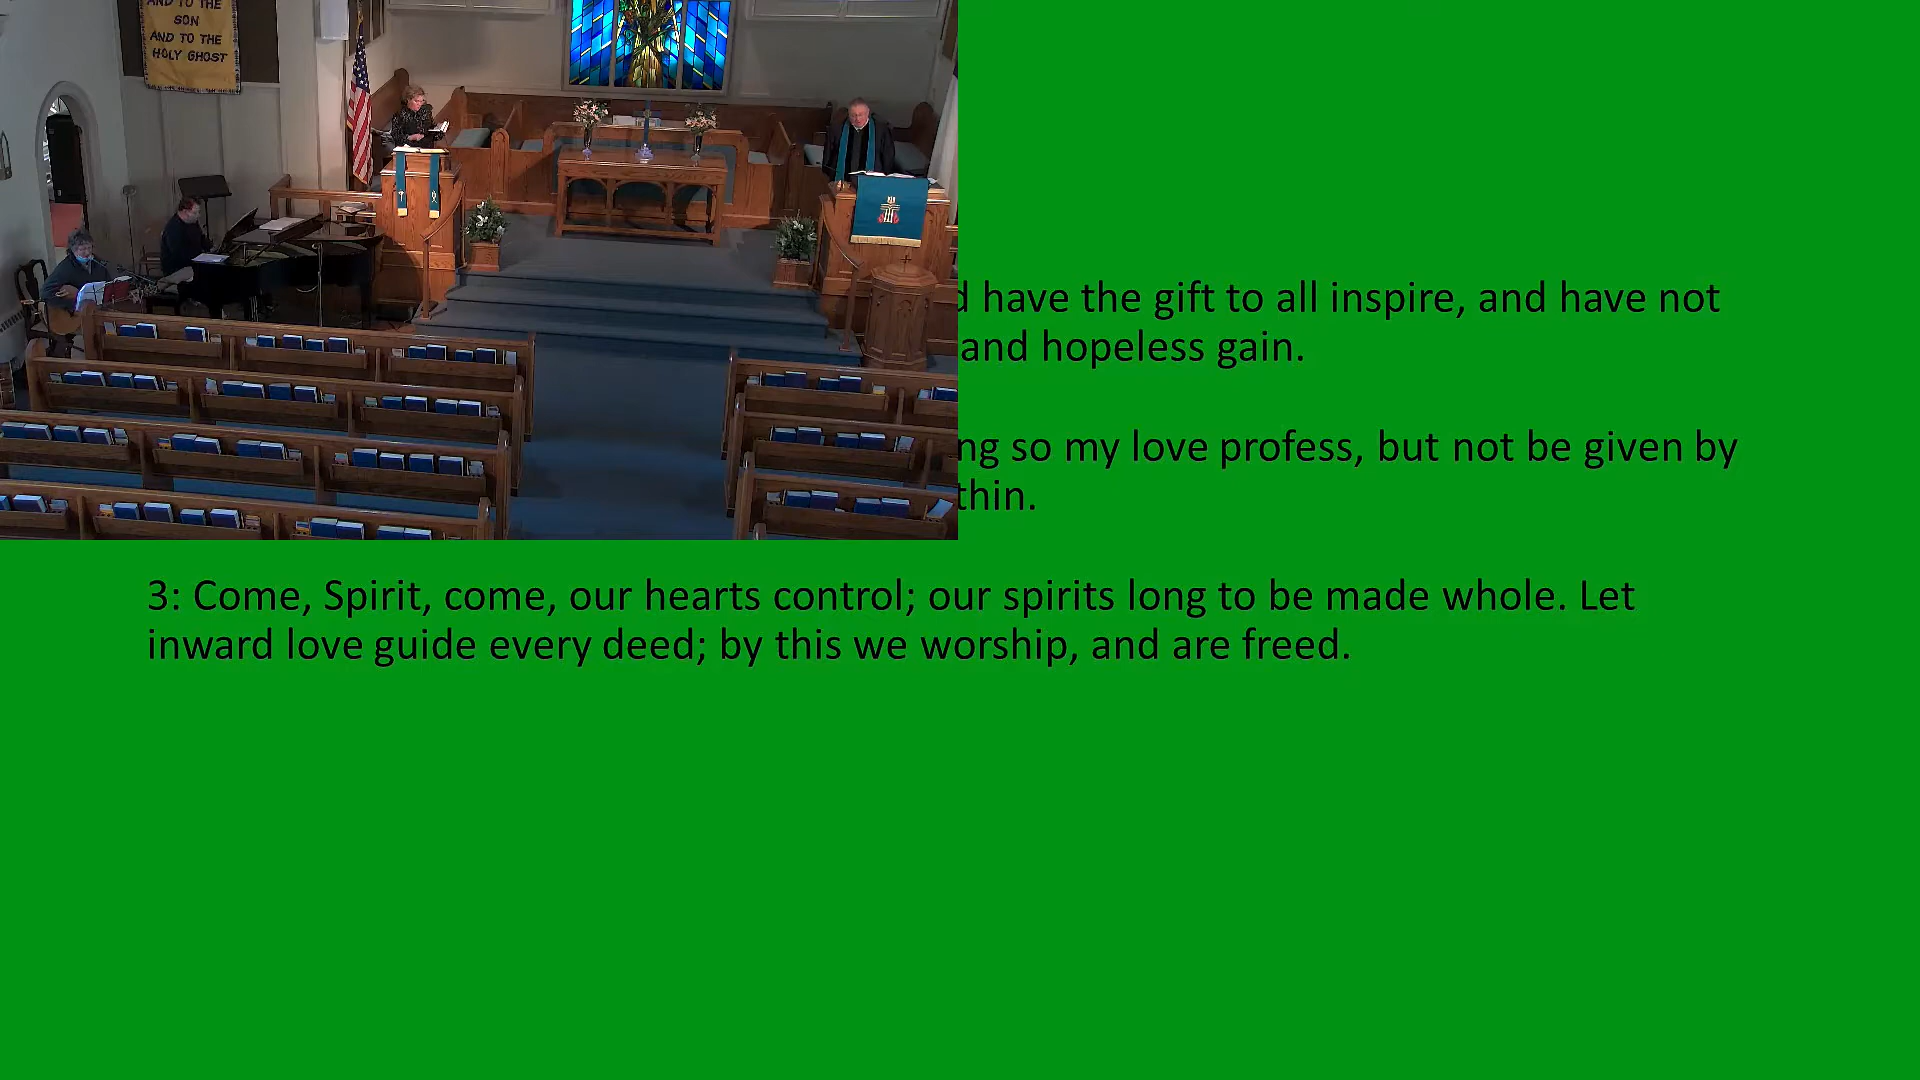 AND TO THE
SON
AND TO THE
HOLY GHOST
have the gift to all inspire, and have not
and hopeless gain.
so my love profess, but not be given by
3: Come, Spirit, come, our hearts control; our spirits long to be made whole. Let
inward love guide every deed; by this we worship, and are freed.